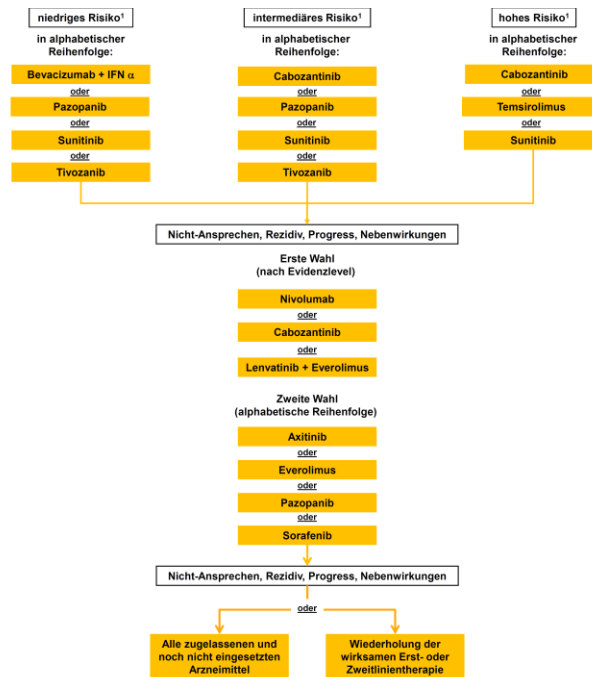 niedriges Risiko¹
in alphabetischer
Reihenfolge:
Bevacizumab + IFN α
oder
Pazopanib
oder
Sunitinib
oder
Tivozanib
intermediäres Risiko¹
in alphabetischer
Reihenfolge:
Cabozantinib
oder
Pazopanib
oder
Sunitinib
oder
Tivozanib
hohes Risiko¹
in alphabetischer
Reihenfolge:
Cabozantinib
oder
Temsirolimus
oder
Sunitinib
Nicht-Ansprechen, Rezidiv, Progress, Nebenwirkungen
Erste Wahl
(nach Evidenzlevel)
Nivolumab
oder
Cabozantinib
oder
Lenvatinib + Everolimus
Zweite Wahl
(alphabetische Reihenfolge)
Axitinib
oder
Everolimus
oder
Pazopanib
oder
Sorafenib
Nicht-Ansprechen, Rezidiv, Progress, Nebenwirkungen
oder
Alle zugelassenen und
noch nicht eingesetzten
Arzneimittel
Wiederholung der
wirksamen Erst- oder
Zweitlinientherapie